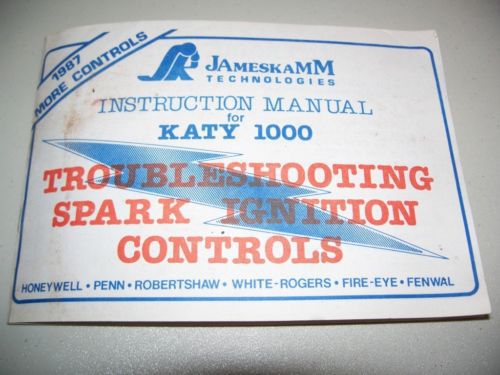 1987
MORE CONTROLS
JAMESKAMM
TECHNOLOGIES
INSTRUCTION MANUAL
for
KATY 1000
TROUBLESHOOTING
SPARK IGNITION
CONTROLS
HONEYWELL • PENN • ROBERTSHAW • WHITE-ROGERS • FIRE-EYE • FENWAL